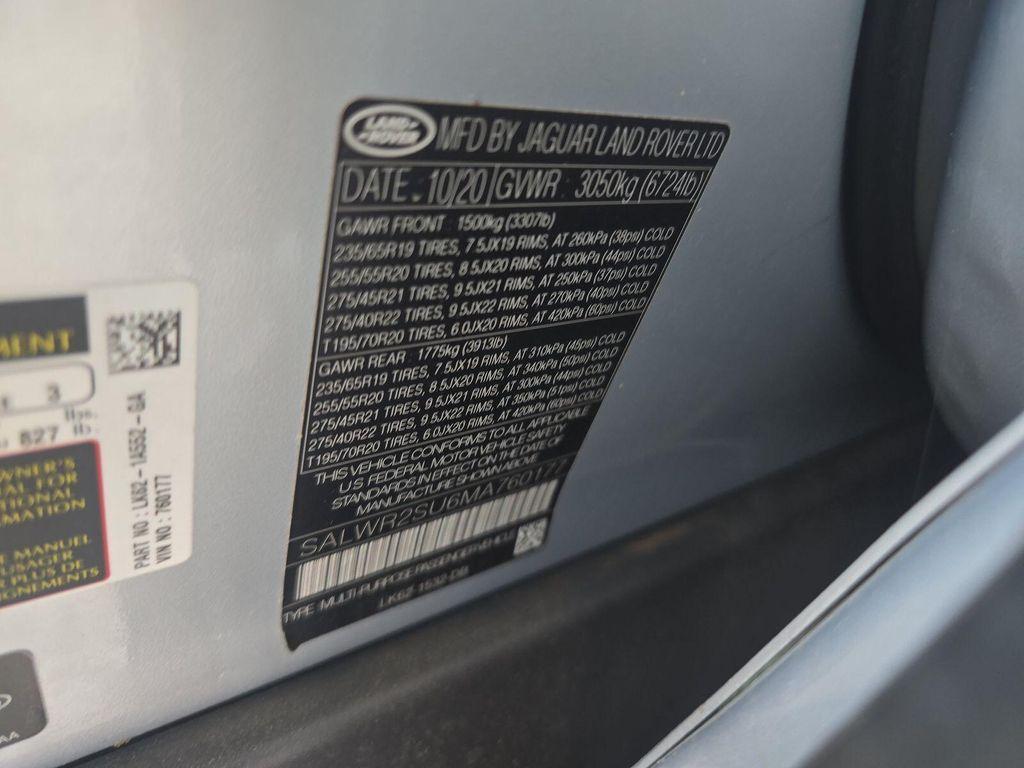 LAND-
-ROVER
MFD BY JAGUAR LAND ROVER LTD
DATE. 10/20 GVWR : 3050kg (6724lb)
GAWR FRONT : 1500kg (3307lb)
235/65R19 TIRES, 7.5JX19 RIMS, AT 260kPa (38psi) COLD
255/55R20 TIRES, 8.5JX20 RIMS, AT 300kPa (44psi) COLD
275/45R21 TIRES, 9.5JX21 RIMS, AT 250kPa (37psi) COLD
275/40R22 TIRES, 9.5JX22 RIMS, AT 270kPa (40psi) COLD
T195/70R20 TIRES, 6.0JX20 RIMS, AT 420kPa (60psi) COLD
GAWR REAR : 1775kg (3913lb)
235/65R19 TIRES, 7.5JX19 RIMS, AT 310kPa (45psi) COLD
255/55R20 TIRES, 8.5JX20 RIMS, AT 340kPa (50psi) COLD
275/45R21 TIRES, 9.5JX21 RIMS, AT 300kPa (44psi) COLD
275/40R22 TIRES, 9.5JX22 RIMS, AT 350kPa (51psi) COLD
T195/70R20 TIRES, 6.0JX20 RIMS, AT 420kPa (60psi) COLD
THIS VEHICLE CONFORMS TO ALL APPLICABLE
U.S. FEDERAL MOTOR VEHICLE SAFETY
STANDARDS IN EFFECT ON THE DATE OF
MANUFACTURE SHOWN ABOVE
SALWR2SU6MA760177
TYPE: MULTI-PURPOSE PASSENGER VEHICLE
LK62-1532-DB
MENT
3
827 lb.
WNER'S
AL FOR
TIONAL
RMATION
E MANUEL
USAGER
R PLUS DE
IGNEMENTS
PART NO : LK62-1A552-GA
VIN NO : 760177
AA